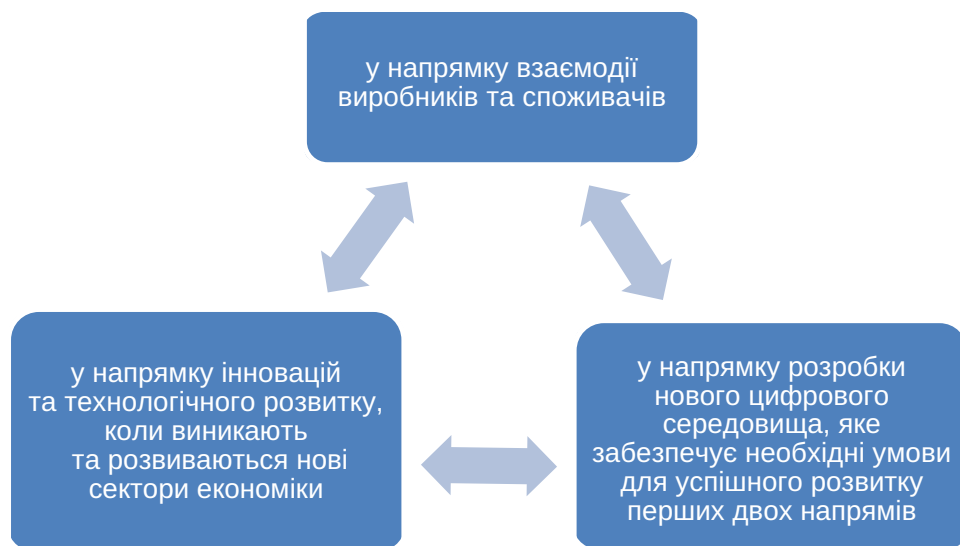 у напрямку взаємодії
виробників та споживачів
у напрямку інновацій
та технологічного розвитку,
коли виникають
та розвиваються нові
сектори економіки
у напрямку розробки
нового цифрового
середовища, яке
забезпечує необхідні умови
для успішного розвитку
перших двох напрямів